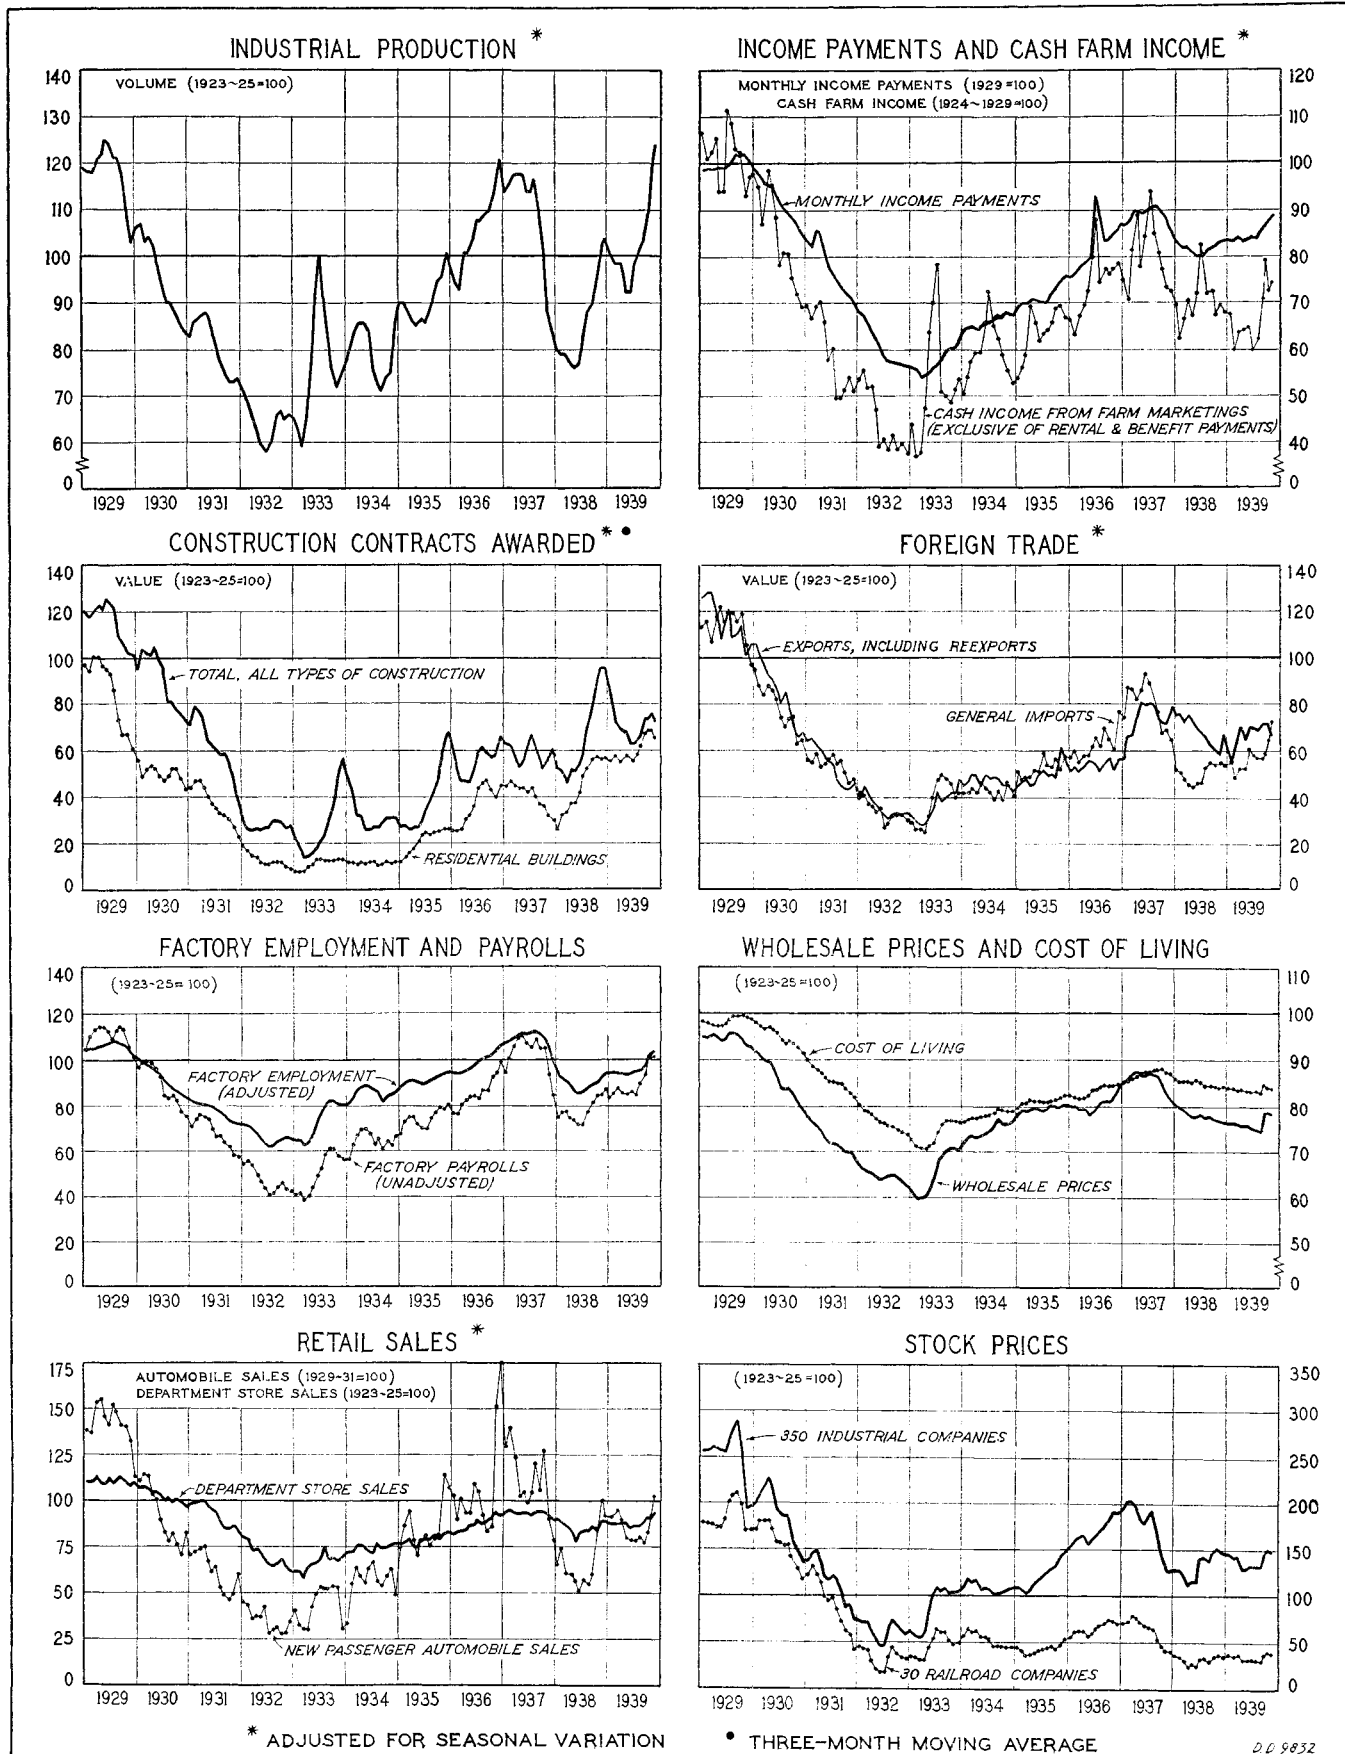 INDUSTRIAL PRODUCTION *
VOLUME (1923~25=100)
140
130
120
110
100
90
80
70
60
0
1929 1930 1931 1932 1933 1934 1935 1936 1937 1938 1939
INCOME PAYMENTS AND CASH FARM INCOME *
MONTHLY INCOME PAYMENTS (1929=100)
CASH FARM INCOME (1924~1929=100)
120
110
100
90
80
70
60
50
40
0
MONTHLY INCOME PAYMENTS
CASH INCOME FROM FARM MARKETINGS
(EXCLUSIVE OF RENTAL & BENEFIT PAYMENTS)
1929 1930 1931 1932 1933 1934 1935 1936 1937 1938 1939
CONSTRUCTION CONTRACTS AWARDED * •
VALUE (1923~25=100)
140
120
100
80
60
40
20
0
TOTAL, ALL TYPES OF CONSTRUCTION
RESIDENTIAL BUILDINGS
1929 1930 1931 1932 1933 1934 1935 1936 1937 1938 1939
FOREIGN TRADE *
VALUE (1923~25=100)
140
120
100
80
60
40
20
0
EXPORTS, INCLUDING REEXPORTS
GENERAL IMPORTS
1929 1930 1931 1932 1933 1934 1935 1936 1937 1938 1939
FACTORY EMPLOYMENT AND PAYROLLS
(1923~25=100)
140
120
100
80
60
40
20
0
FACTORY EMPLOYMENT
(ADJUSTED)
FACTORY PAYROLLS
(UNADJUSTED)
1929 1930 1931 1932 1933 1934 1935 1936 1937 1938 1939
WHOLESALE PRICES AND COST OF LIVING
(1923~25=100)
110
100
90
80
70
60
50
0
COST OF LIVING
WHOLESALE PRICES
1929 1930 1931 1932 1933 1934 1935 1936 1937 1938 1939
RETAIL SALES *
AUTOMOBILE SALES (1929-31=100)
DEPARTMENT STORE SALES (1923~25=100)
175
150
125
100
75
50
25
0
DEPARTMENT STORE SALES
NEW PASSENGER AUTOMOBILE SALES
1929 1930 1931 1932 1933 1934 1935 1936 1937 1938 1939
STOCK PRICES
(1923~25=100)
350
300
250
200
150
100
50
0
350 INDUSTRIAL COMPANIES
30 RAILROAD COMPANIES
1929 1930 1931 1932 1933 1934 1935 1936 1937 1938 1939
* ADJUSTED FOR SEASONAL VARIATION
• THREE-MONTH MOVING AVERAGE
D.D. 9832